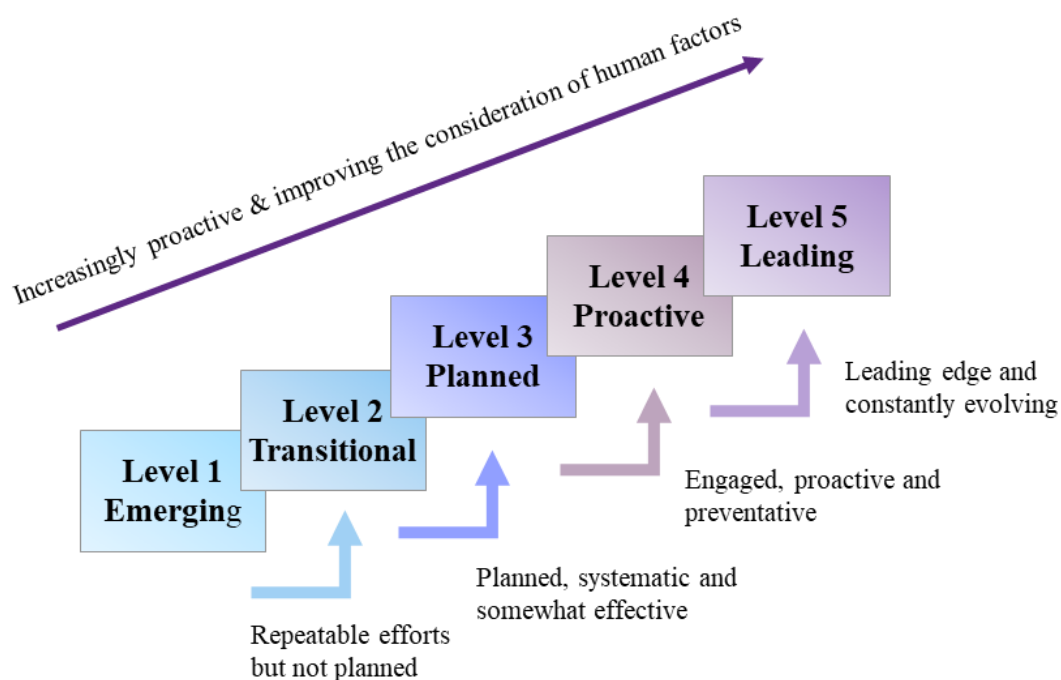 Increasingly proactive & improving the consideration of human factors
Level 5
Leading
Level 4
Proactive
Level 3
Planned
Level 2
Transitional
Level 1
Emerging
Leading edge and
constantly evolving
Engaged, proactive and
preventative
Planned, systematic and
somewhat effective
Repeatable efforts
but not planned